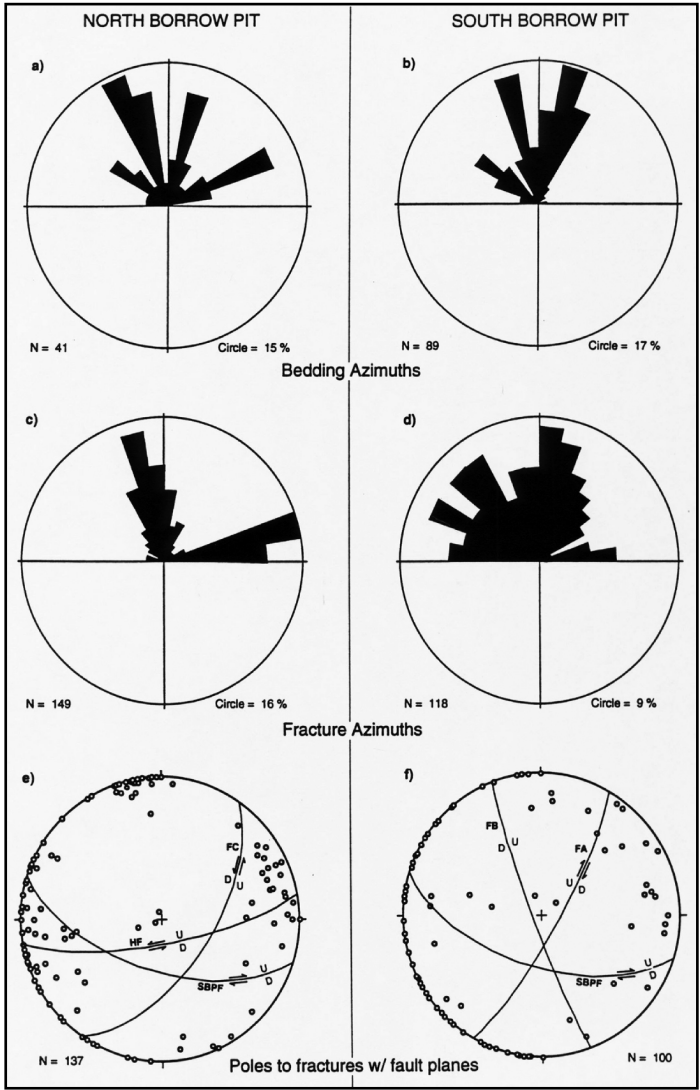 NORTH BORROW PIT
SOUTH BORROW PIT
a)
b)
N = 41
Circle = 15 %
N = 89
Circle = 17 %
Bedding Azimuths
c)
d)
N = 149
Circle = 16 %
N = 118
Circle = 9 %
Fracture Azimuths
e)
f)
FC
D U
HF
U
D
SBPF
U
D
N = 137
FB
D U
FA
U
D
SBPF
U
D
N = 100
Poles to fractures w/ fault planes